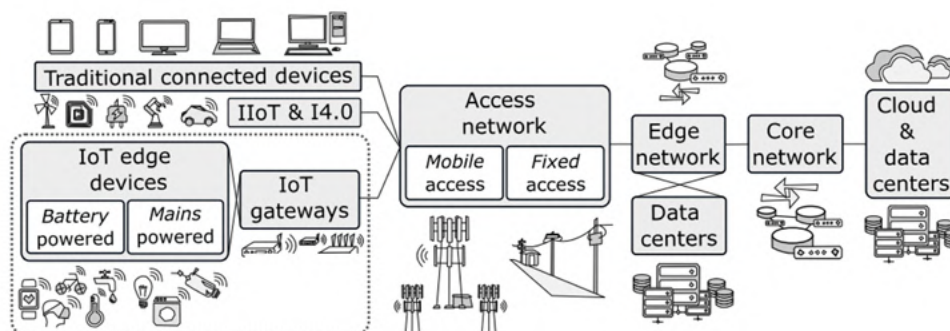 Traditional connected devices
IIoT & I4.0
IoT edge
devices
Battery
powered
Mains
powered
IoT
gateways
Access
network
Mobile
access
Fixed
access
Edge
network
Data
centers
Core
network
Cloud
&
data
centers